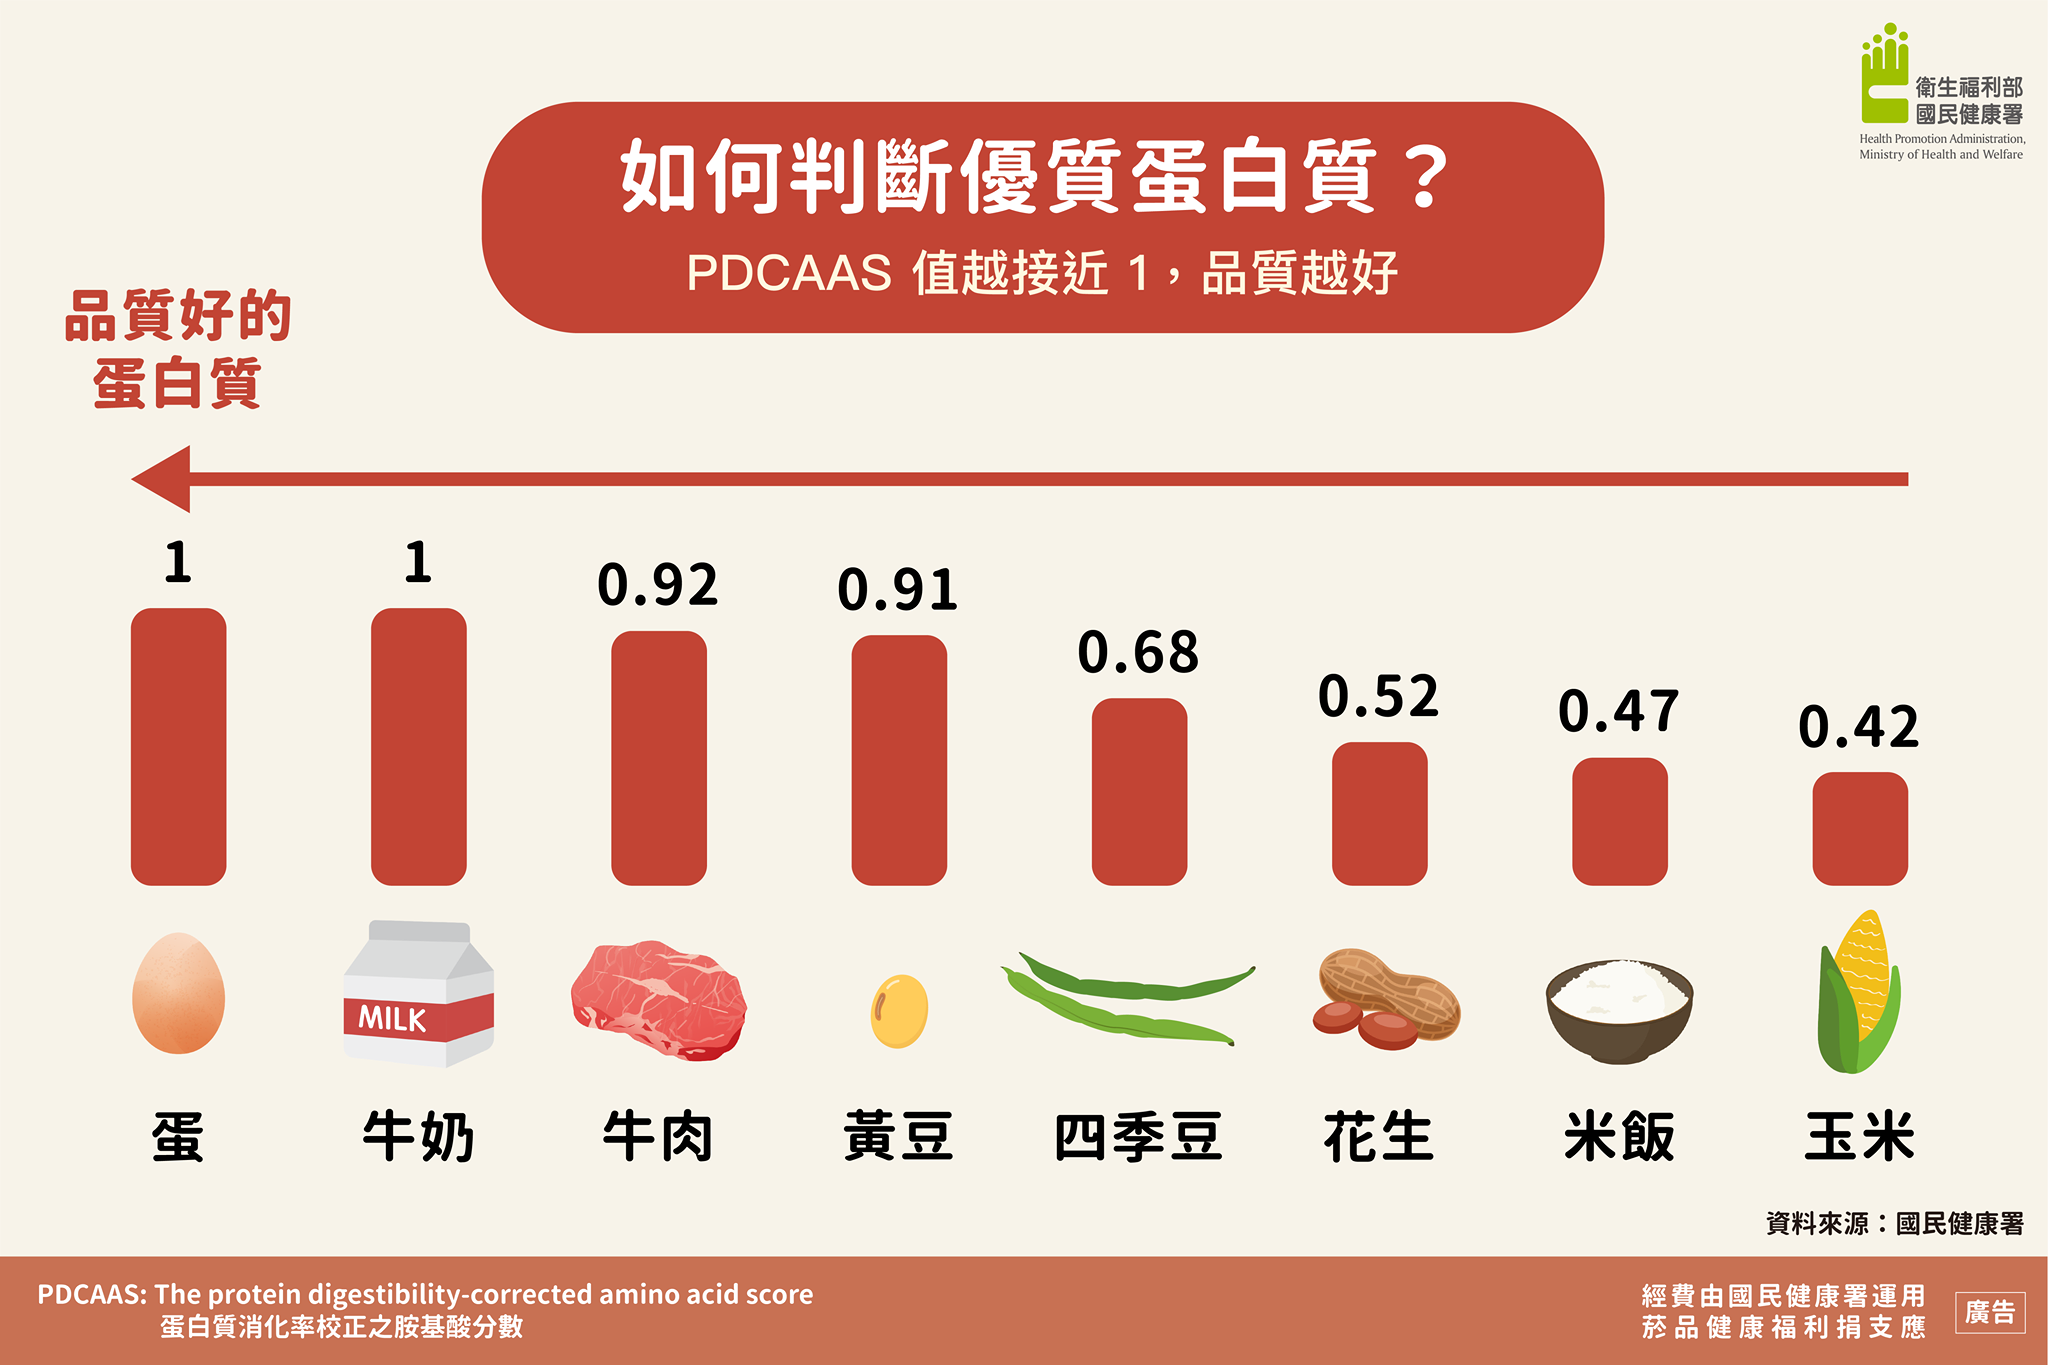 衛生福利部
國民健康署
Health Promotion Administration,
Ministry of Health and Welfare
如何判斷優質蛋白質？
PDCAAS 值越接近 1，品質越好
品質好的
蛋白質
1
1
0.92
0.91
0.68
0.52
0.47
0.42
MILK
蛋
牛奶
牛肉
黃豆
四季豆
花生
米飯
玉米
資料來源：國民健康署
PDCAAS: The protein digestibility-corrected amino acid score
蛋白質消化率校正之胺基酸分數
經費由國民健康署運用
菸品健康福利捐支應
廣告